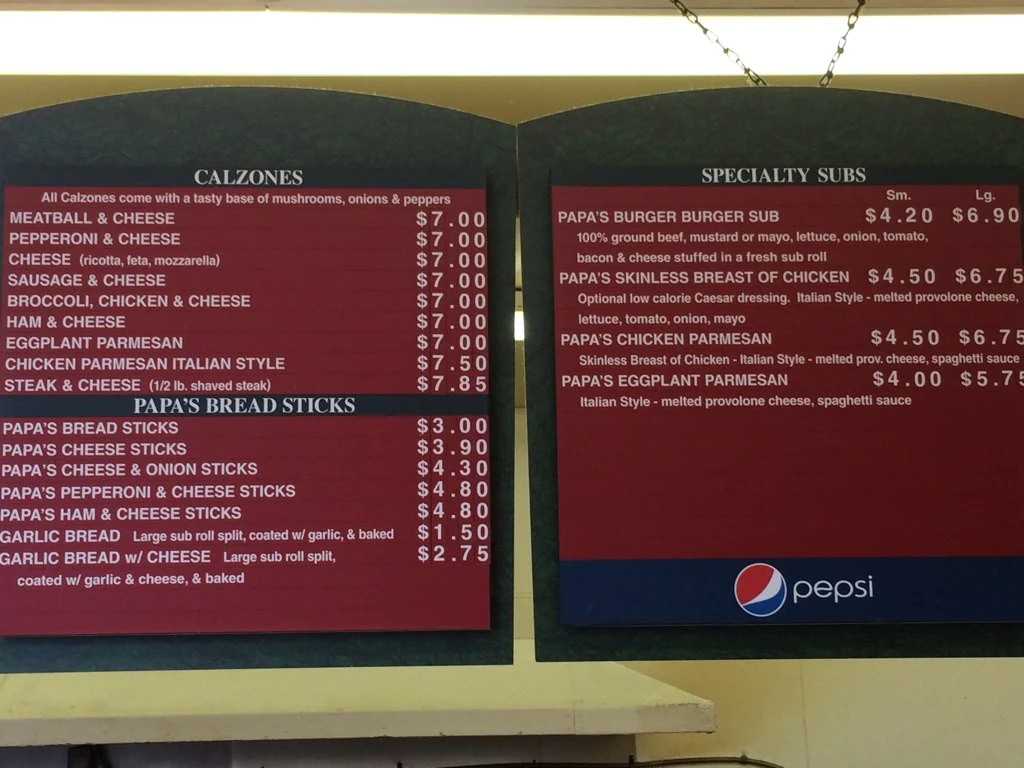 CALZONES
All Calzones come with a tasty base of mushrooms, onions & peppers
MEATBALL & CHEESE $7.00
PEPPERONI & CHEESE $7.00
CHEESE (ricotta, feta, mozzarella) $7.00
SAUSAGE & CHEESE $7.00
BROCCOLI, CHICKEN & CHEESE $7.00
HAM & CHEESE $7.00
EGGPLANT PARMESAN $7.00
CHICKEN PARMESAN ITALIAN STYLE $7.50
STEAK & CHEESE (1/2 lb. shaved steak) $7.85
PAPA'S BREAD STICKS
PAPA'S BREAD STICKS $3.00
PAPA'S CHEESE STICKS $3.90
PAPA'S CHEESE & ONION STICKS $4.30
PAPA'S PEPPERONI & CHEESE STICKS $4.80
PAPA'S HAM & CHEESE STICKS $4.80
GARLIC BREAD Large sub roll split, coated w/ garlic, & baked $1.50
GARLIC BREAD w/ CHEESE Large sub roll split, $2.75
coated w/ garlic & cheese, & baked
SPECIALTY SUBS
Sm. Lg.
PAPA'S BURGER BURGER SUB $4.20 $6.90
100% ground beef, mustard or mayo, lettuce, onion, tomato,
bacon & cheese stuffed in a fresh sub roll
PAPA'S SKINLESS BREAST OF CHICKEN $4.50 $6.75
Optional low calorie Caesar dressing. Italian Style - melted provolone cheese,
lettuce, tomato, onion, mayo
PAPA'S CHICKEN PARMESAN $4.50 $6.75
Skinless Breast of Chicken - Italian Style - melted prov. cheese, spaghetti sauce
PAPA'S EGGPLANT PARMESAN $4.00 $5.75
Italian Style - melted provolone cheese, spaghetti sauce
pepsi